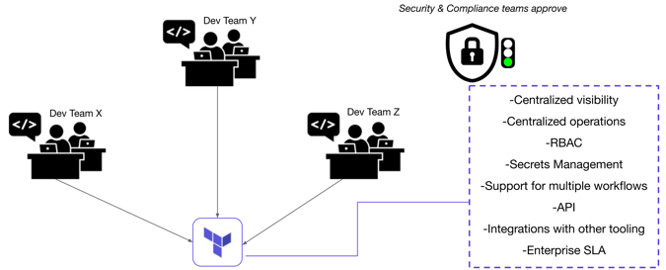 Security & Compliance teams approve
Dev Team Y
</>
Dev Team X
</>
Dev Team Z
</>
-Centralized visibility
-Centralized operations
-RBAC
-Secrets Management
-Support for multiple workflows
-API
-Integrations with other tooling
-Enterprise SLA